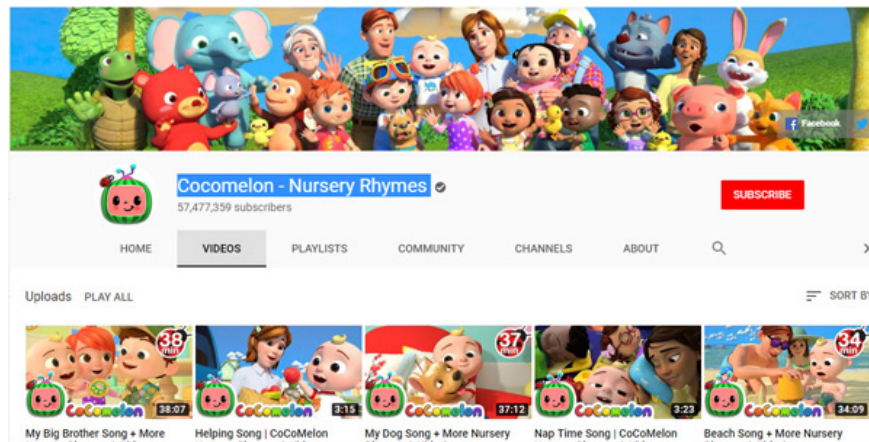 Facebook
Cocomelon - Nursery Rhymes
57,477,359 subscribers
SUBSCRIBE
HOME VIDEOS PLAYLISTS COMMUNITY CHANNELS ABOUT
Uploads PLAY ALL SORT BY
38 min 37 min 34 min
CoComelon 38:07 CoComelon 3:15 CoComelon 37:12 CoComelon 3:23 CoComelon 34:09
My Big Brother Song + More Helping Song | CoCoMelon My Dog Song + More Nursery Nap Time Song | CoCoMelon Beach Song + More Nursery